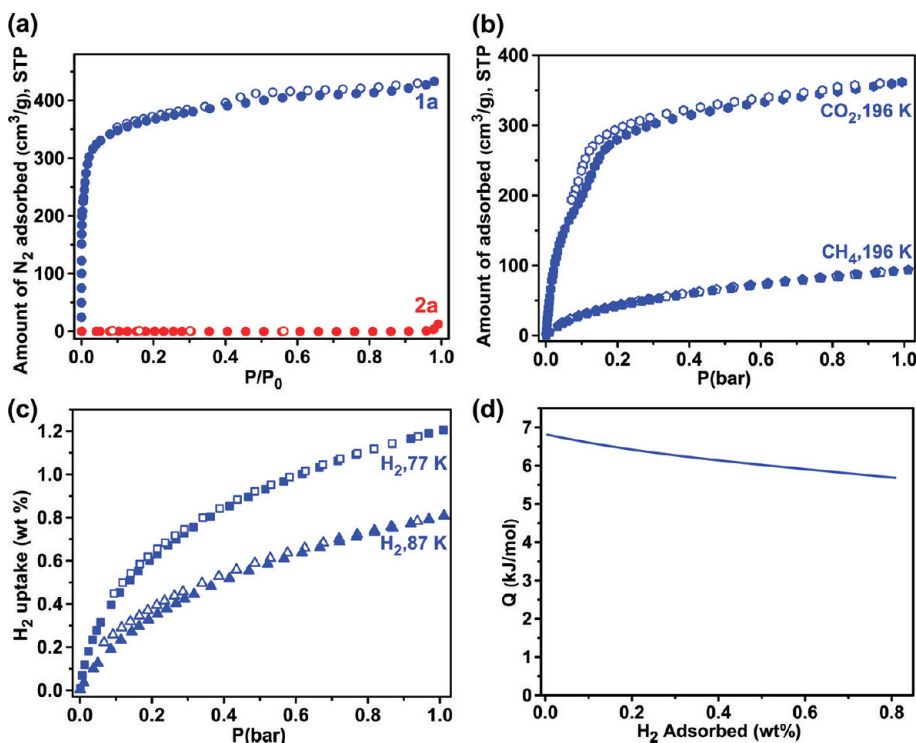 (a)
Amount of N₂ adsorbed (cm³/g), STP
400
300
200
100
0
0.0 0.2 0.4 0.6 0.8 1.0
P/P₀
1a
2a
(b)
Amount of adsorbed (cm³/g), STP
400
300
200
100
0
0.0 0.2 0.4 0.6 0.8 1.0
P(bar)
CO₂,196 K
CH₄,196 K
(c)
H₂ uptake (wt %)
1.2
1.0
0.8
0.6
0.4
0.2
0.0
0.0 0.2 0.4 0.6 0.8 1.0
P(bar)
H₂,77 K
H₂,87 K
(d)
Q (kJ/mol)
7
6
5
4
3
2
1
0
0.0 0.2 0.4 0.6 0.8
H₂ Adsorbed (wt%)